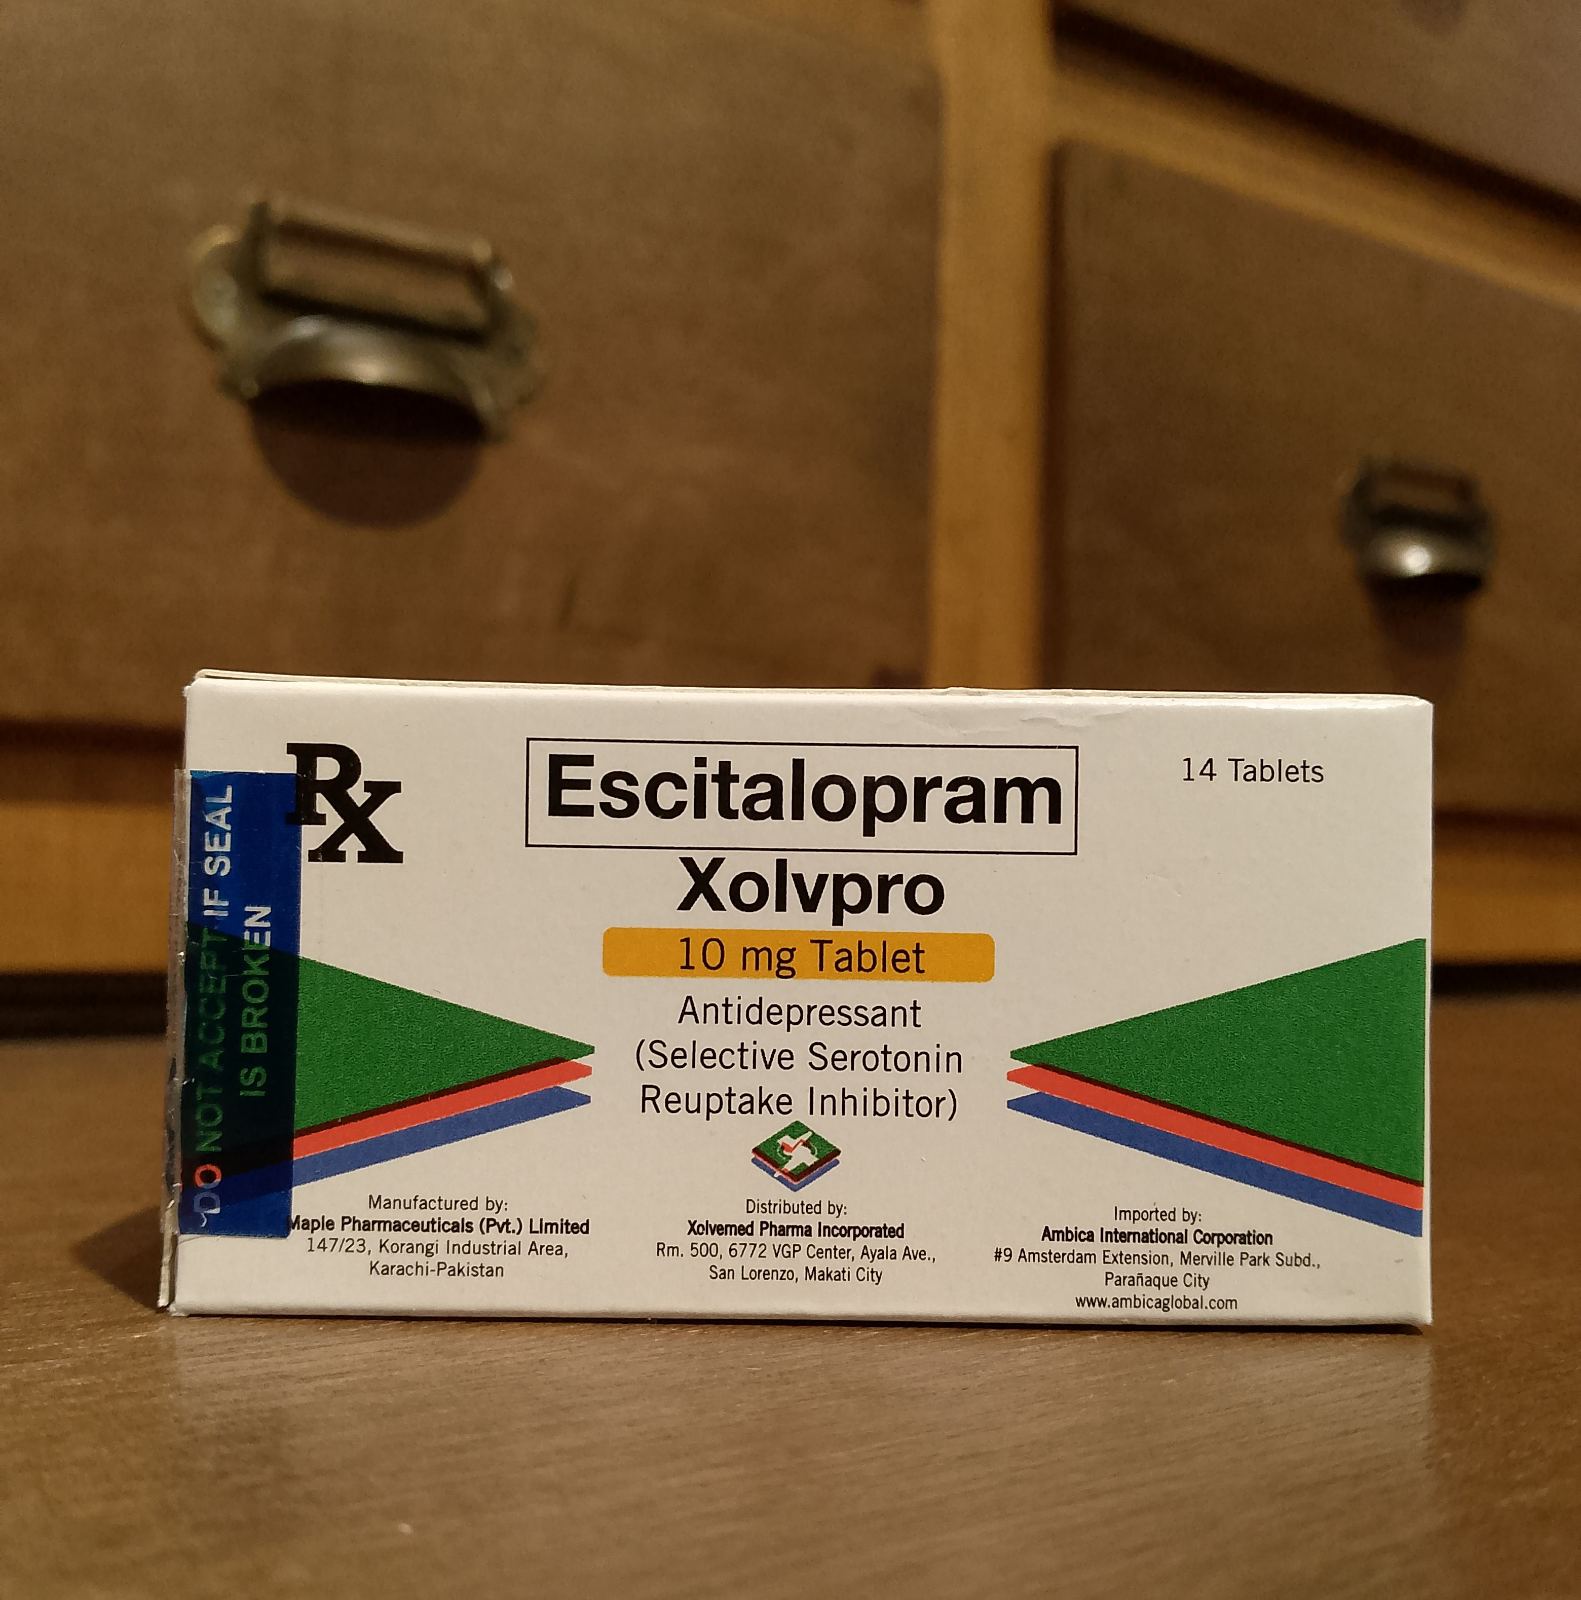 Rx
Escitalopram
14 Tablets
Xolvpro
10 mg Tablet
Antidepressant
(Selective Serotonin
Reuptake Inhibitor)
DO NOT ACCEPT IF SEAL
IS BROKEN
Manufactured by:
Maple Pharmaceuticals (Pvt.) Limited
147/23, Korangi Industrial Area,
Karachi-Pakistan
Distributed by:
Xolvemed Pharma Incorporated
Rm. 500, 6772 VGP Center, Ayala Ave.,
San Lorenzo, Makati City
Imported by:
Ambica International Corporation
#9 Amsterdam Extension, Merville Park Subd.,
Parañaque City
www.ambicaglobal.com